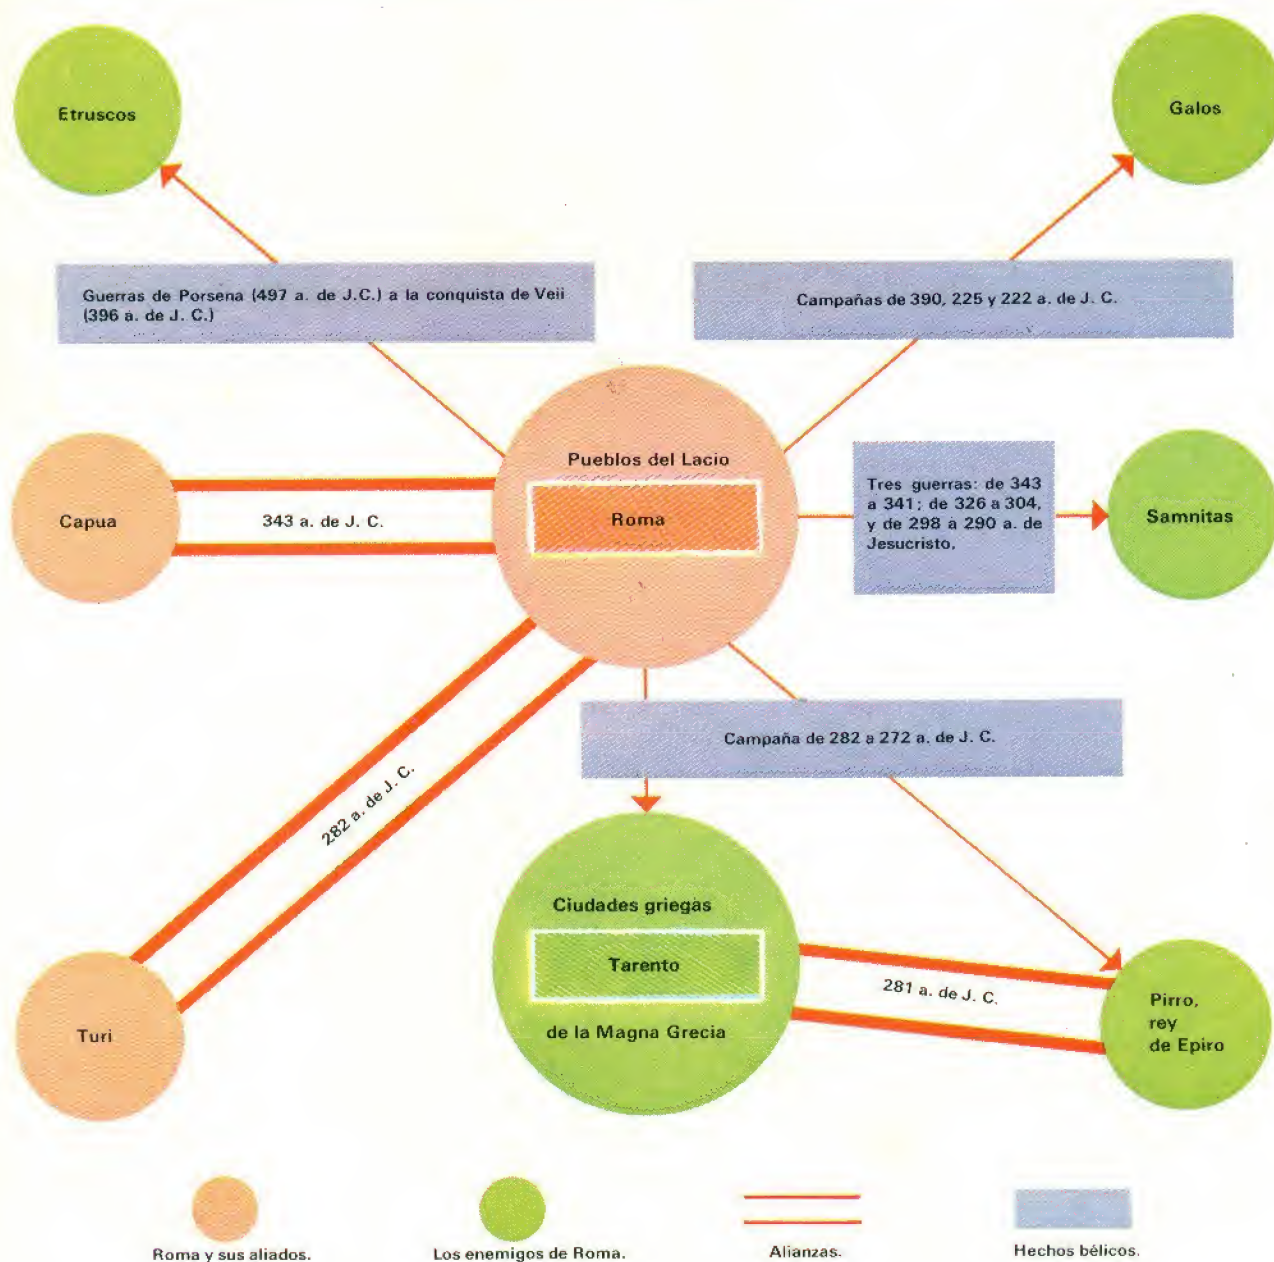 Etruscos
Galos
Guerras de Porsena (497 a. de J.C.) a la conquista de Veii
(396 a. de J. C.)
Campañas de 390, 225 y 222 a. de J. C.
Pueblos del Lacio
Roma
Capua
343 a. de J. C.
Tres guerras: de 343
a 341; de 326 a 304,
y de 298 à 290 a. de
Jesucristo.
Samnitas
Campaña de 282 a 272 a. de J. C.
282 a. de J. C.
Ciudades griegas
Tarento
de la Magna Grecia
281 a. de J. C.
Turi
Pirro,
rey
de Epiro
Roma y sus aliados.
Los enemigos de Roma.
Alianzas.
Hechos bélicos.